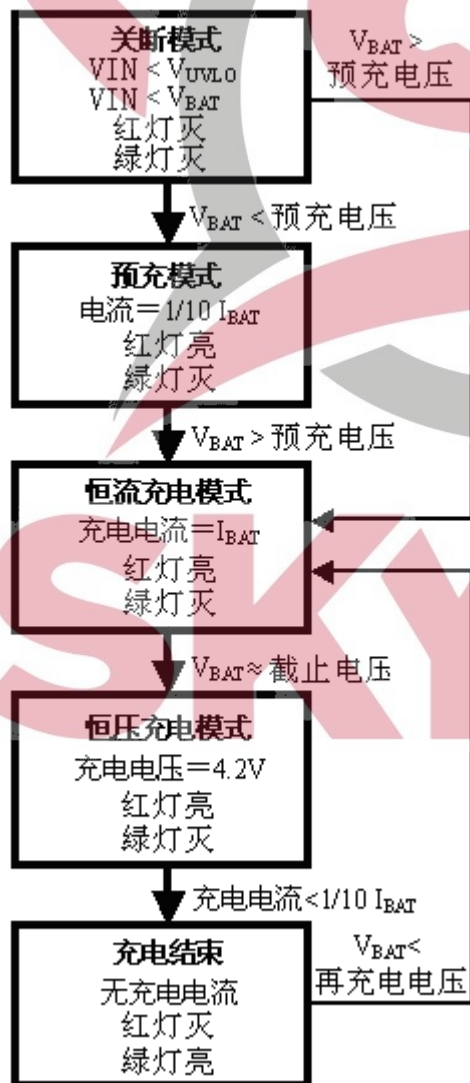 关断模式
VIN < VUVLO
VIN < VBAT
红灯灭
绿灯灭
VBAT >
预充电压
VBAT < 预充电压
预充模式
电流=1/10 IBAT
红灯亮
绿灯灭
VBAT > 预充电压
恒流充电模式
充电电流=IBAT
红灯亮
绿灯灭
VBAT≈截止电压
恒压充电模式
充电电压=4.2V
红灯亮
绿灯灭
充电电流<1/10 IBAT
充电结束
无充电电流
红灯灭
绿灯亮
VBAT<
再充电电压
SKY